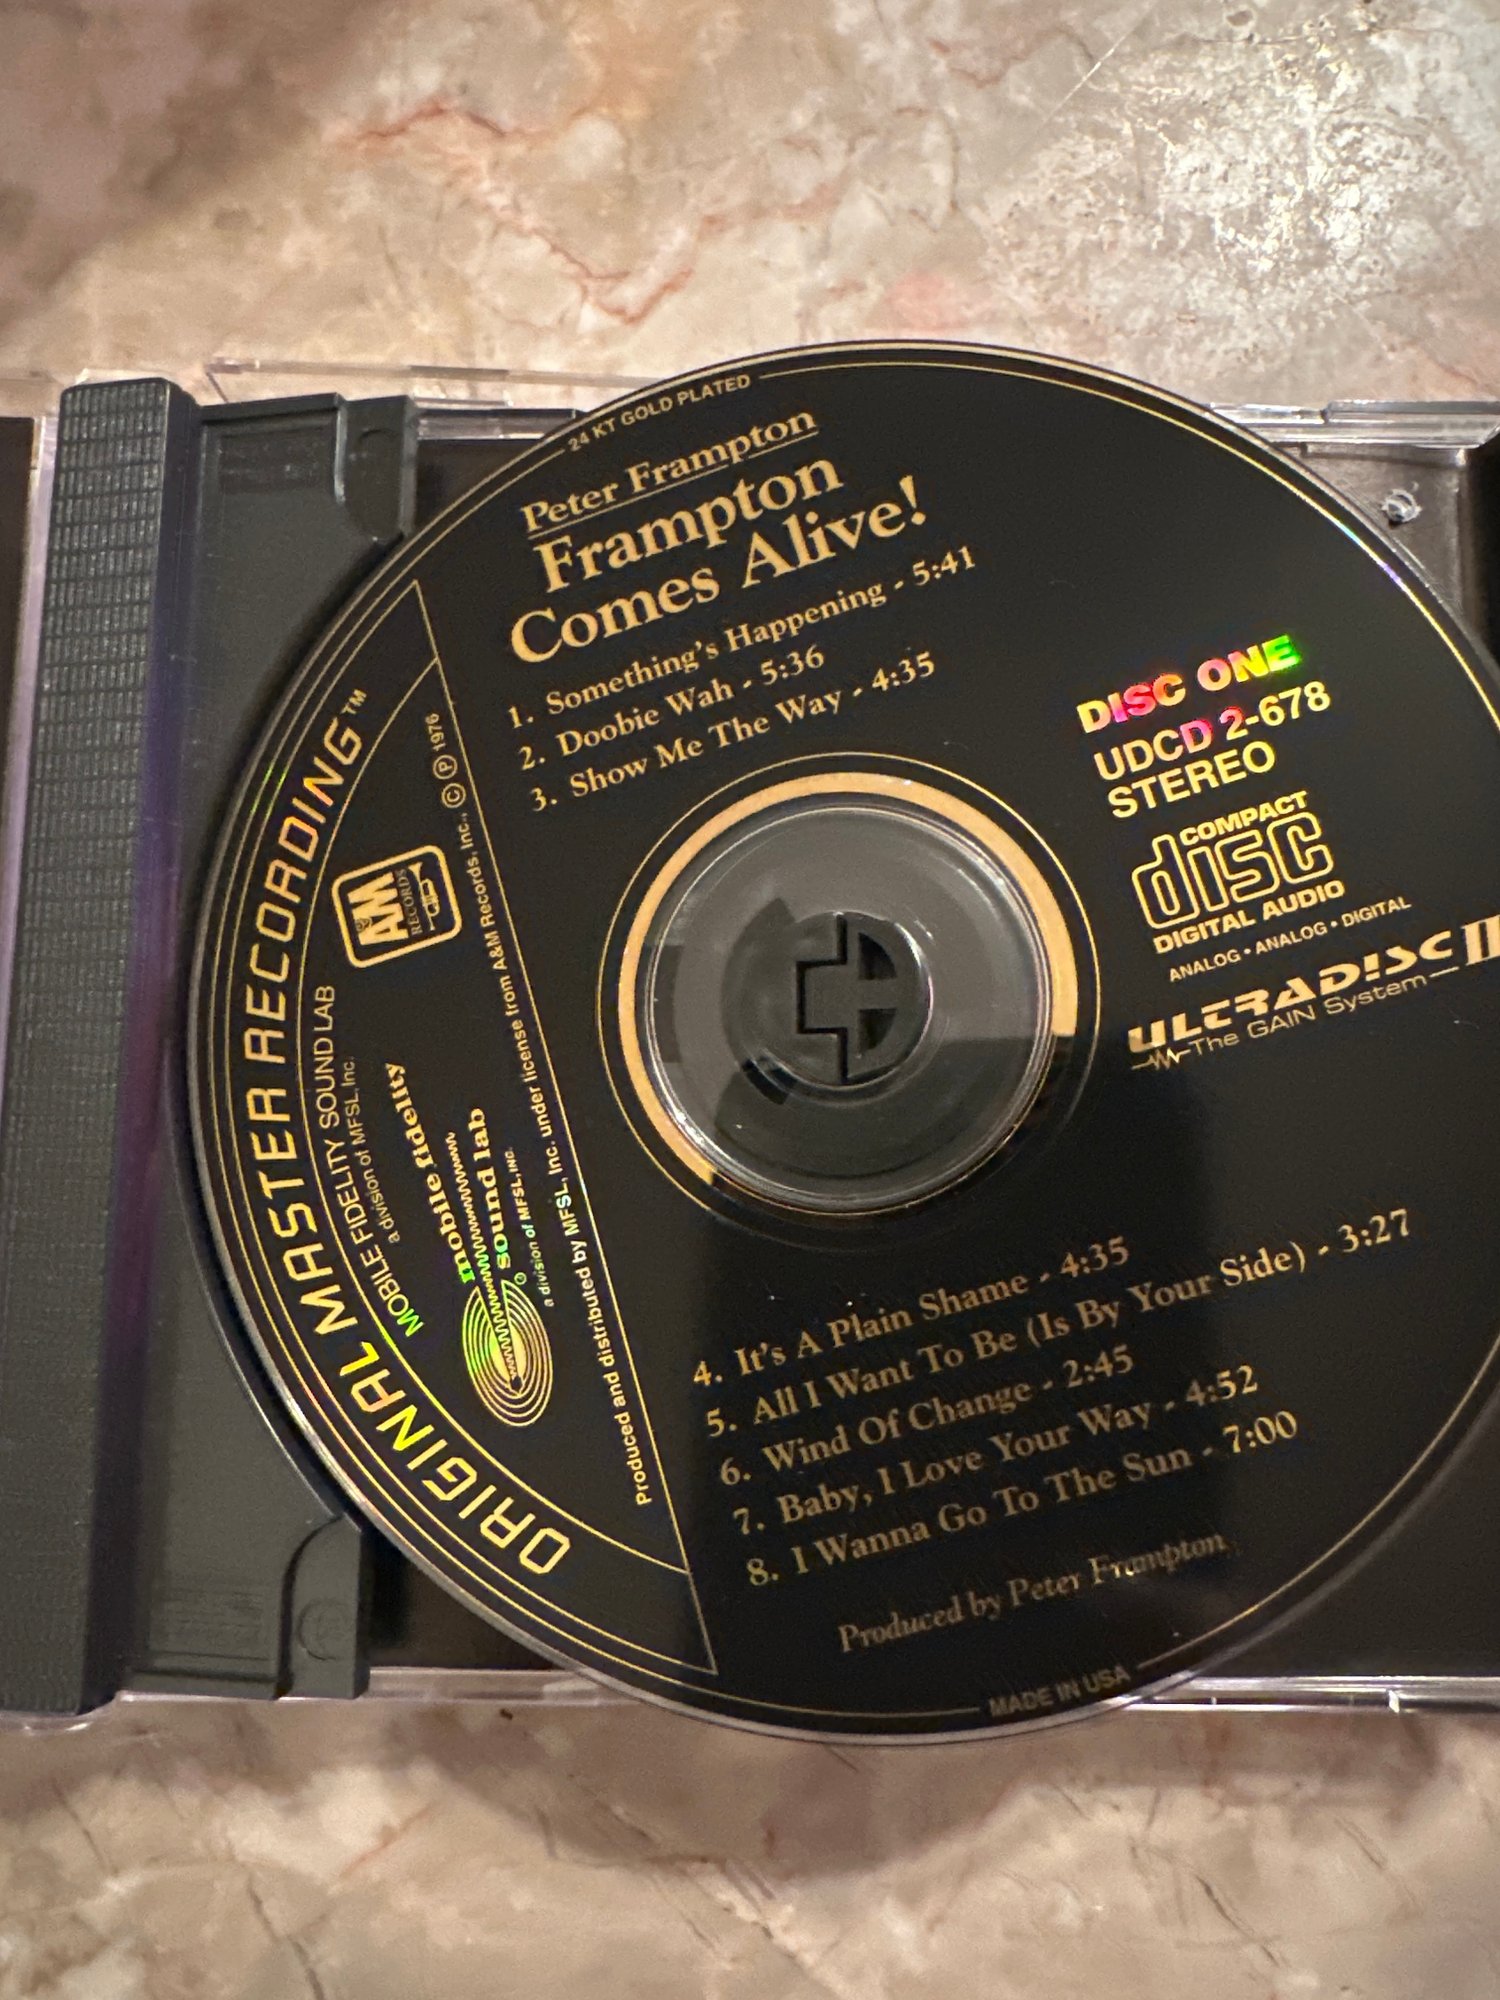 24 KT GOLD PLATED
Peter Frampton
Frampton
Comes Alive!
1. Something's Happening - 5:41
2. Doobie Wah - 5:36
3. Show Me The Way - 4:35
DISC ONE
UDCD 2-678
STEREO
COMPACT
disc
DIGITAL AUDIO
ANALOG • ANALOG • DIGITAL
ULTRADISC II
The GAIN System
4. It's A Plain Shame - 4:35
5. All I Want To Be (Is By Your Side) - 3:27
6. Wind Of Change - 2:45
7. Baby, I Love Your Way - 4:52
8. I Wanna Go To The Sun - 7:00
Produced by Peter Frampton
MADE IN USA
ORIGINAL MASTER RECORDING™
MOBILE FIDELITY SOUND LAB
a division of MFSL, Inc.
A&M
RECORDS
mobile fidelity
sound lab
a division of MFSL, INC.
Produced and distributed by MFSL, Inc. under license from A&M Records, Inc., © ℗ 1976